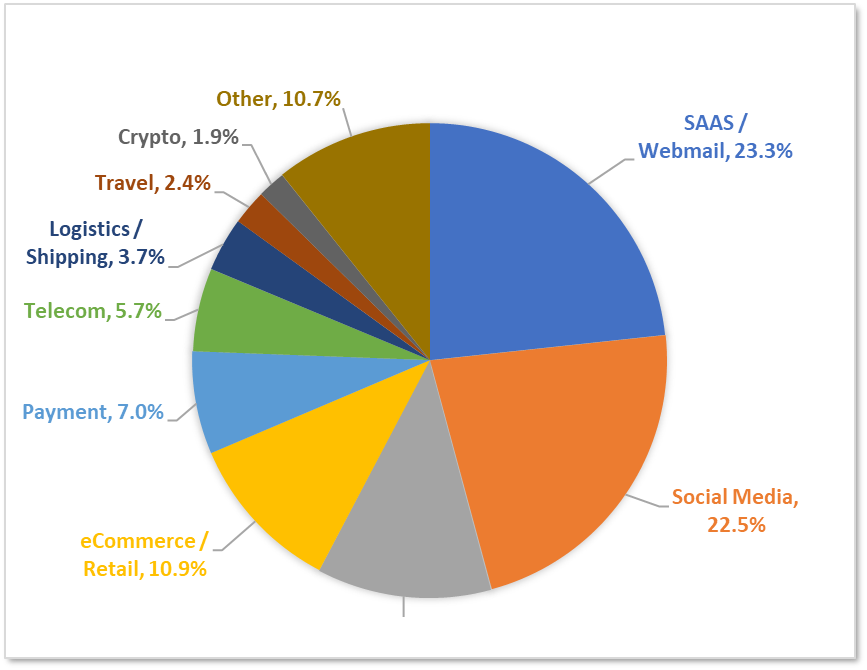 Other, 10.7%
SAAS /
Webmail, 23.3%
Crypto, 1.9%
Travel, 2.4%
Logistics /
Shipping, 3.7%
Telecom, 5.7%
Payment, 7.0%
Social Media,
22.5%
eCommerce /
Retail, 10.9%